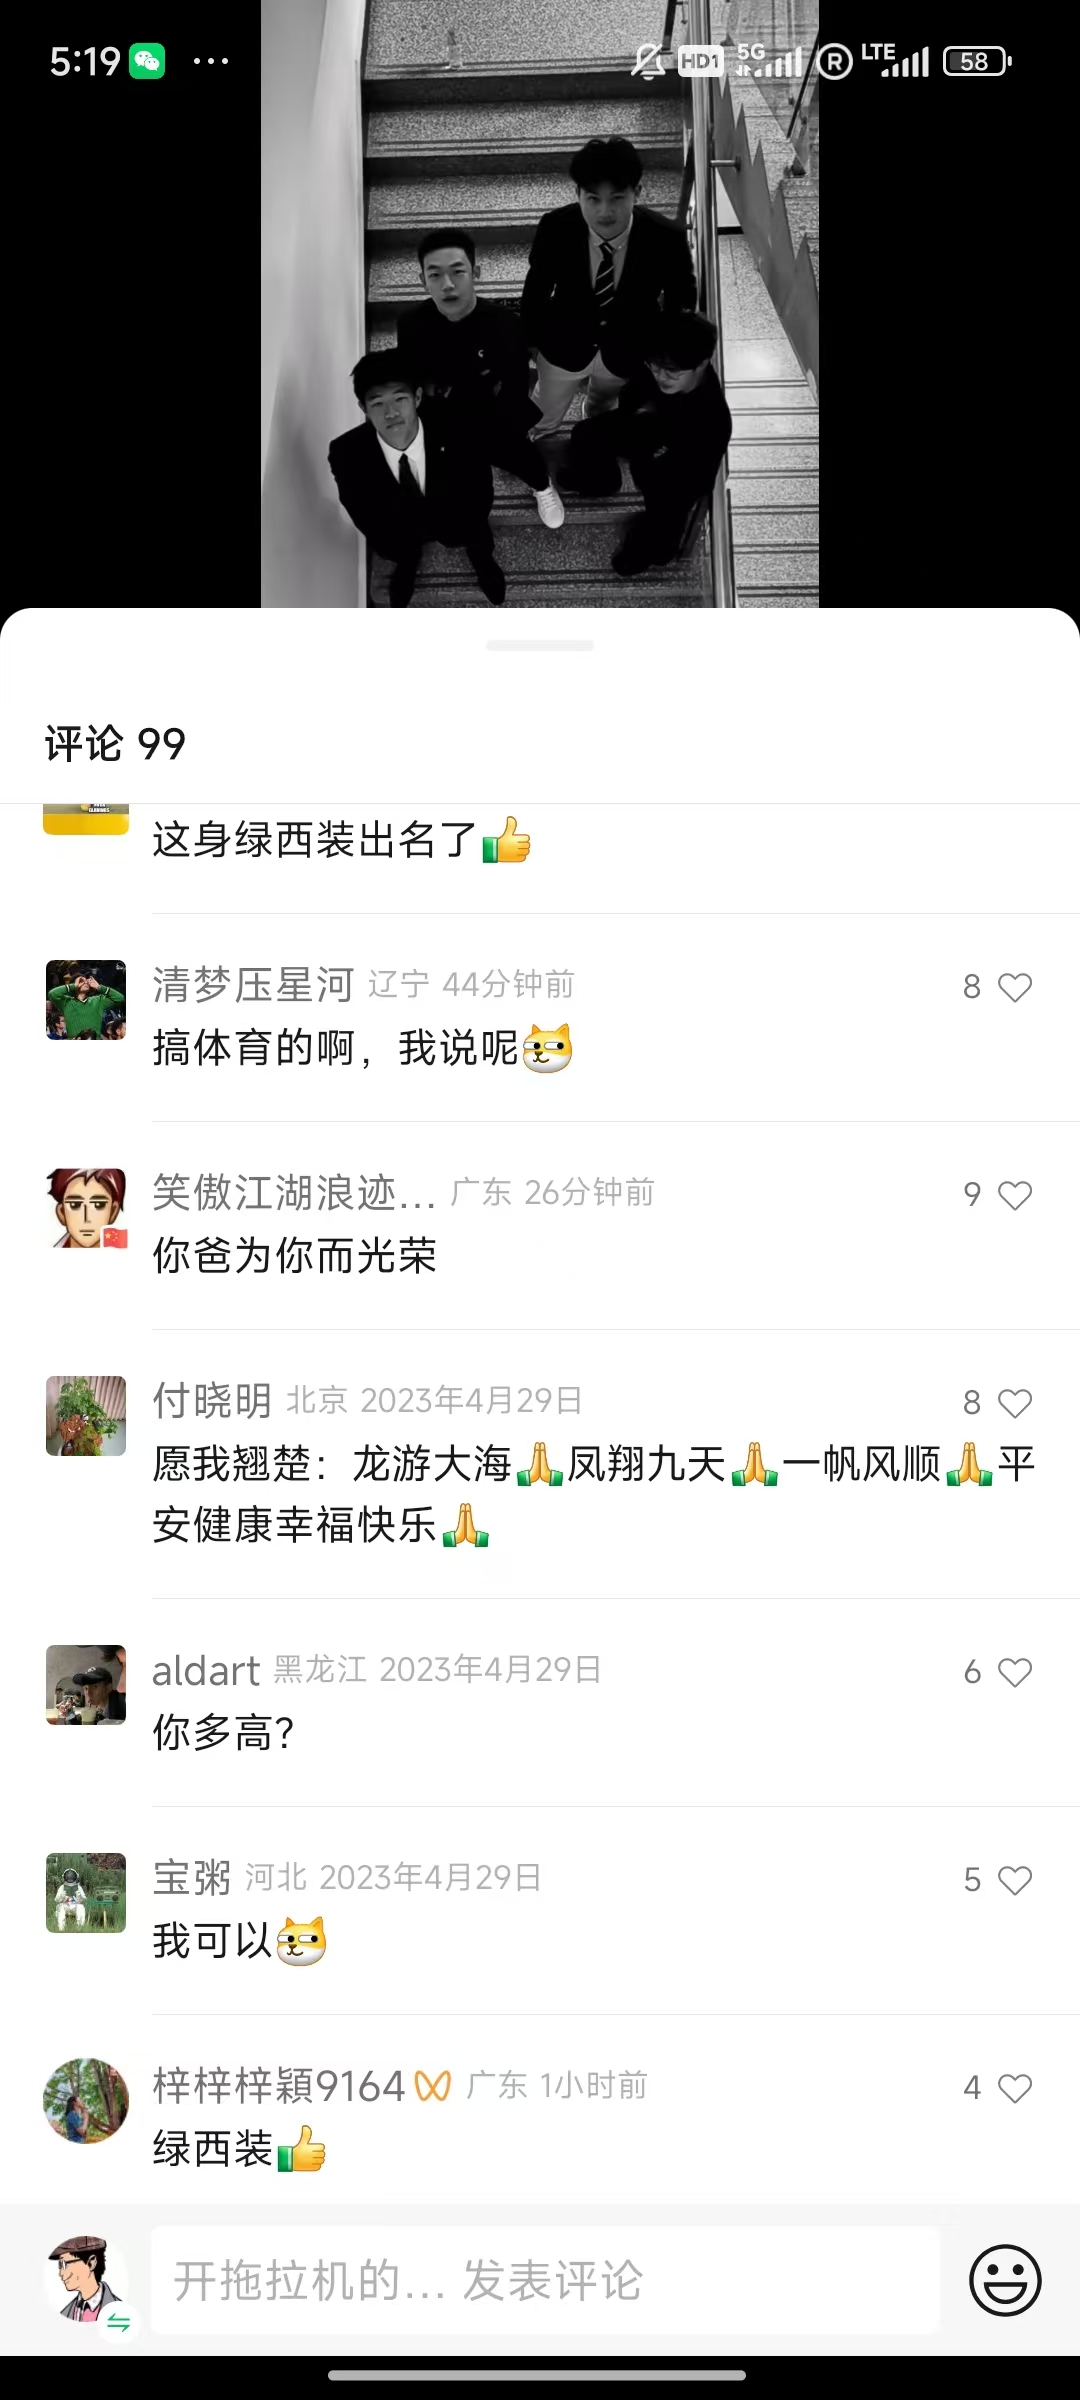 5:19
HD1 5G R LTE 58
评论 99
这身绿西装出名了👍
清梦压星河 辽宁 44分钟前 8
搞体育的啊，我说呢
笑傲江湖浪迹... 广东 26分钟前 9
你爸为你而光荣
付晓明 北京 2023年4月29日 8
愿我翘楚：龙游大海🙏凤翔九天🙏一帆风顺🙏平
安健康幸福快乐🙏
aldart 黑龙江 2023年4月29日 6
你多高？
宝粥 河北 2023年4月29日 5
我可以
梓梓梓穎9164 广东 1小时前 4
绿西装👍
开拖拉机的... 发表评论